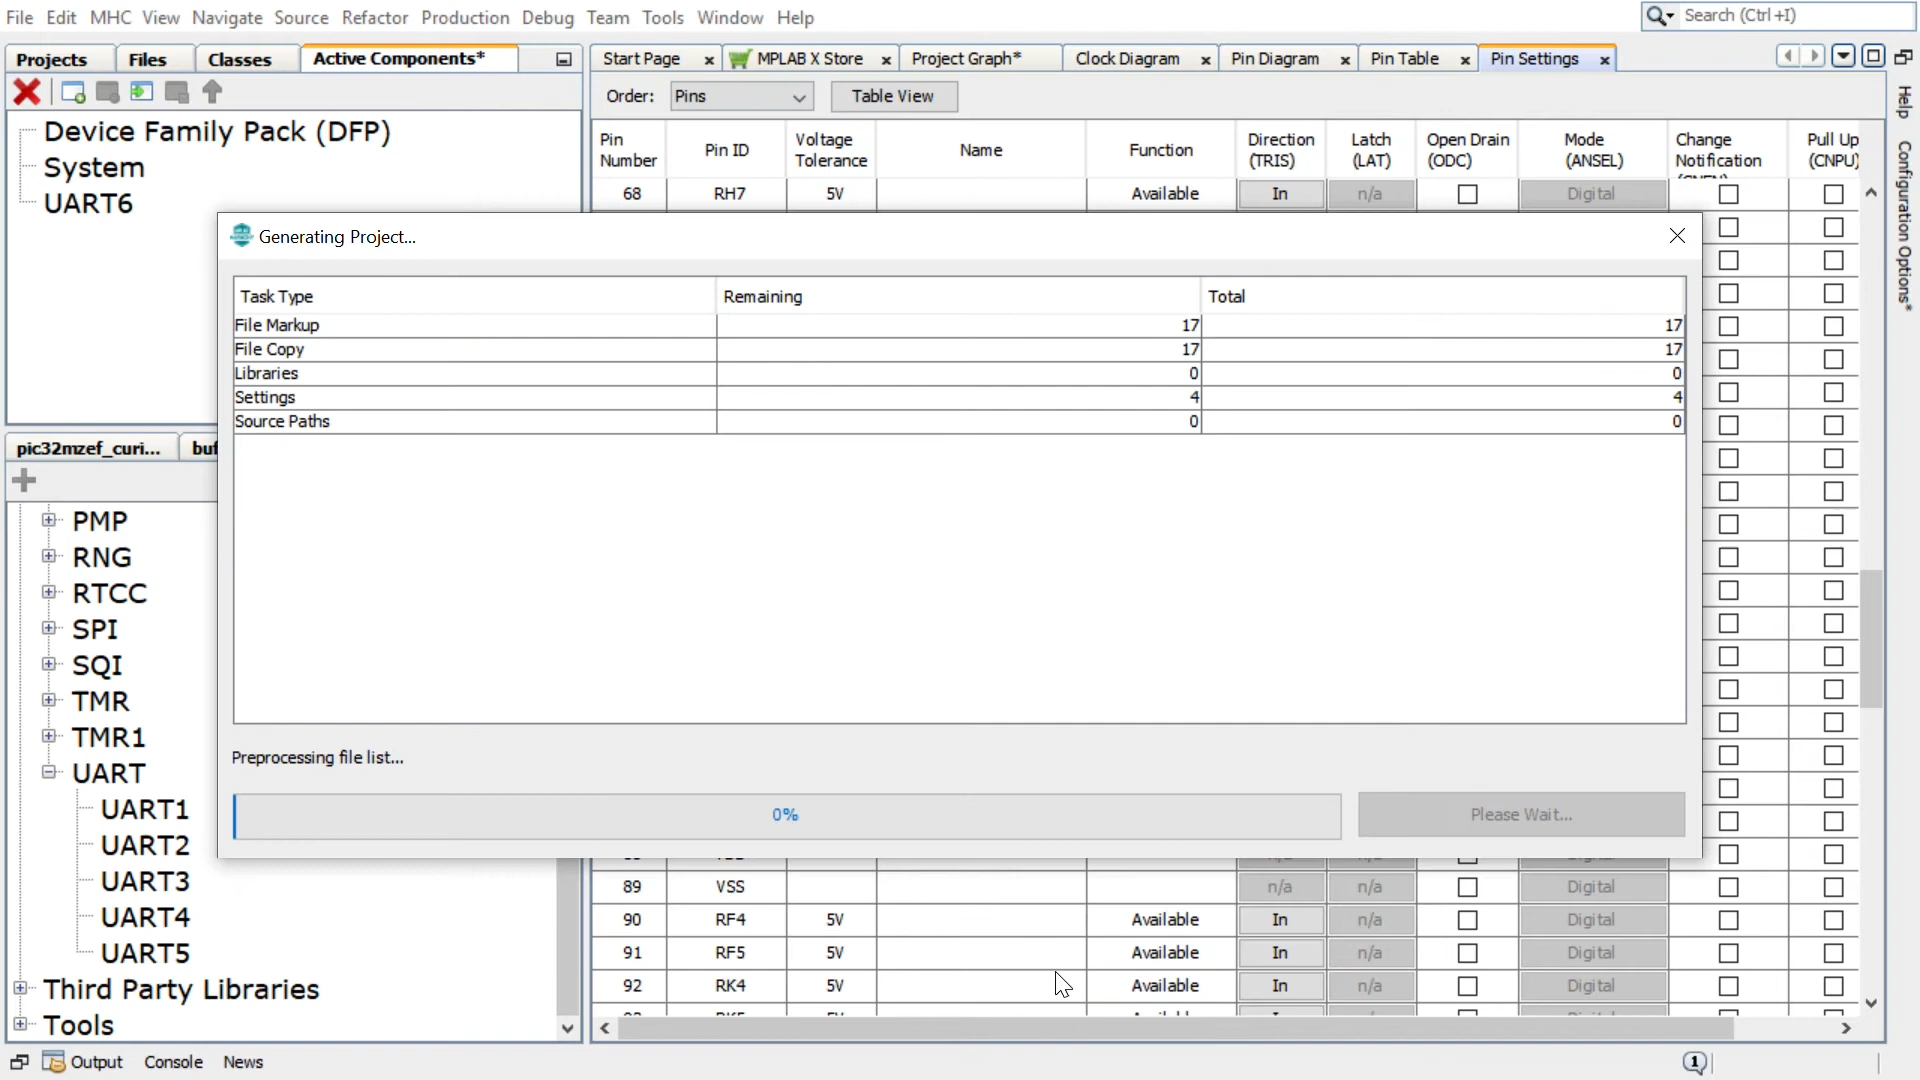 File Edit MHC View Navigate Source Refactor Production Debug Team Tools Window Help
Search (Ctrl+I)
Projects Files Classes Active Components*
Start Page MPLAB X Store Project Graph* Clock Diagram Pin Diagram Pin Table Pin Settings
Order: Pins Table View
Help
Configuration Options*
Device Family Pack (DFP)
System
UART6
Pin Number Pin ID Voltage Tolerance Name Function Direction (TRIS) Latch (LAT) Open Drain (ODC) Mode (ANSEL) Change Notification Pull Up (CNPU)
68 RH7 5V Available In n/a Digital
Generating Project...
Task Type Remaining Total
File Markup 17 17
File Copy 17 17
Libraries 0 0
Settings 4 4
Source Paths 0 0
Preprocessing file list...
0%
Please Wait...
pic32mzef_curi... buf
PMP
RNG
RTCC
SPI
SQI
TMR
TMR1
UART
UART1
UART2
UART3
UART4
UART5
Third Party Libraries
Tools
89 VSS n/a n/a Digital
90 RF4 5V Available In n/a Digital
91 RF5 5V Available In n/a Digital
92 RK4 5V Available In n/a Digital
Output Console News
1